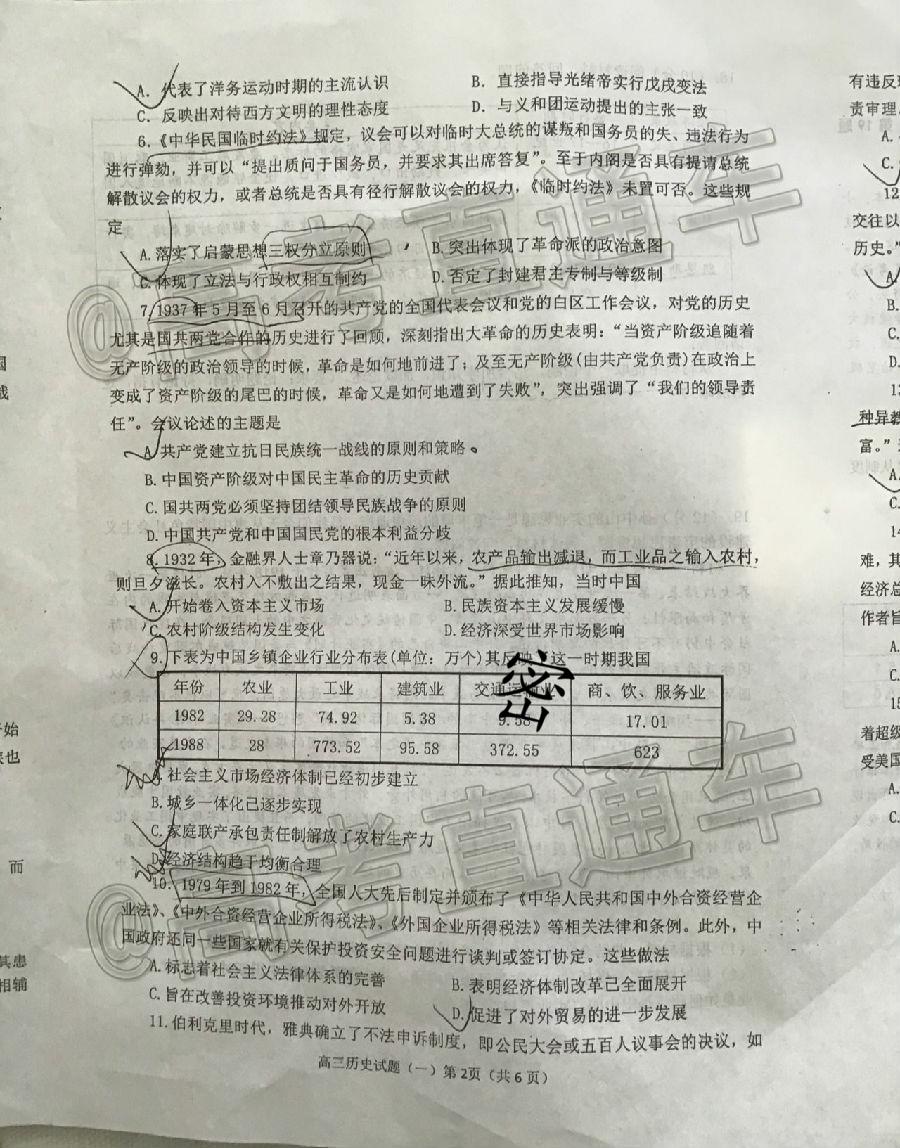 A. 代表了洋务运动时期的主流认识 B. 直接指导光绪帝实行戊戌变法
C. 反映出对待西方文明的理性态度 D. 与义和团运动提出的主张一致
6.《中华民国临时约法》规定，议会可以对临时大总统的谋叛和国务员的失、违法行为
进行弹劾，并可以“提出质问于国务员，并要求其出席答复”。至于内阁是否具有提请总统
解散议会的权力，或者总统是否具有径行解散议会的权力，《临时约法》未置可否。这些规
定
A.落实了启蒙思想三权分立原则 B.突出体现了革命派的政治意图
C.体现了立法与行政权相互制约 D.否定了封建君主专制与等级制
7.1937年5月至6月召开的共产党的全国代表会议和党的白区工作会议，对党的历史
尤其是国共两党合作的历史进行了回顾，深刻指出大革命的历史表明：“当资产阶级追随着
无产阶级的政治领导的时候，革命是如何地前进了；及至无产阶级(由共产党负责)在政治上
变成了资产阶级的尾巴的时候，革命又是如何地遭到了失败”，突出强调了“我们的领导责
任”。会议论述的主题是
A.共产党建立抗日民族统一战线的原则和策略
B.中国资产阶级对中国民主革命的历史贡献
C.国共两党必须坚持团结领导民族战争的原则
D.中国共产党和中国国民党的根本利益分歧
8.1932年，金融界人士章乃器说：“近年以来，农产品输出减退，而工业品之输入农村，
则旦夕滋长。农村入不敷出之结果，现金一昧外流。”据此推知，当时中国
A.开始卷入资本主义市场 B.民族资本主义发展缓慢
C.农村阶级结构发生变化 D.经济深受世界市场影响
9.下表为中国乡镇企业行业分布表(单位：万个)其反映 这一时期我国
年份 农业 工业 建筑业 交通运输业 商、饮、服务业
1982 29.28 74.92 5.38 9.58 17.01
1988 28 773.52 95.58 372.55 623
密
山
A.社会主义市场经济体制已经初步建立
B.城乡一体化已逐步实现
C.家庭联产承包责任制解放了农村生产力
D.经济结构趋于均衡合理
10.1979年到1982年，全国人大先后制定并颁布了《中华人民共和国中外合资经营企
业法》、《中外合资经营企业所得税法》、《外国企业所得税法》等相关法律和条例。此外，中
国政府还同一些国家就有关保护投资安全问题进行谈判或签订协定。这些做法
A.标志着社会主义法律体系的完善 B.表明经济体制改革已全面展开
C.旨在改善投资环境推动对外开放 D.促进了对外贸易的进一步发展
11.伯利克里时代，雅典确立了不法申诉制度，即公民大会或五百人议事会的决议，如
高三历史试题（一）第2页（共6页）
@高考直通车
@高考直通车
而
其患
相辅
始
来也
有违反
责审理
A.
C.
12
交往以
历史。”
A.
B.
C.
D.
13
种异教
富。”
A.
C.
14
难，其
经济总
作者旨
A.
B.
C.
D.
15
着超级
受美国
A.
C.